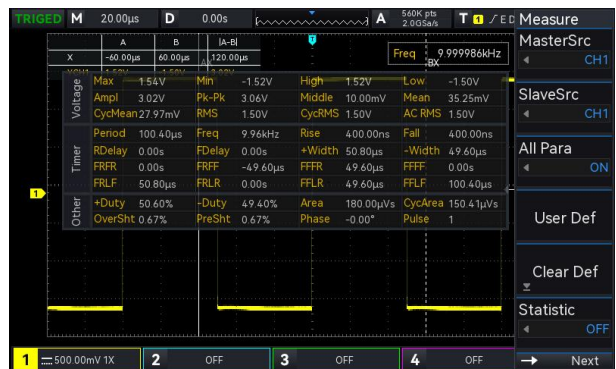 TRIGED M 20.00µs D 0.00s A 560K pts 2.0GSa/s T 1 Measure
A B |A-B|
X -60.00µs 60.00µs 120.00µs
Freq 9.999986kHz
BX
Voltage
Max 1.54V Min -1.52V High 1.52V Low -1.50V
Ampl 3.02V Pk-Pk 3.06V Middle 10.00mV Mean 35.25mV
CycMean 27.97mV RMS 1.50V CycRMS 1.50V AC RMS 1.50V
Timer
Period 100.40µs Freq 9.96kHz Rise 400.00ns Fall 400.00ns
RDelay 0.00s FDelay 0.00s +Width 50.80µs -Width 49.60µs
FRFR 0.00s FRFF -49.60µs FFFR 49.60µs FFFF 0.00s
FRLF 50.80µs FRLR 0.00s FFLR 49.60µs FFLF 100.40µs
Other
+Duty 50.60% -Duty 49.40% Area 180.00µVs CycArea 150.41µVs
OverSht 0.67% PreSht 0.67% Phase -0.00° Pulse 1
MasterSrc
CH1
SlaveSrc
CH1
All Para
ON
User Def
Clear Def
Statistic
OFF
Next
1
1 500.00mV 1X 2 OFF 3 OFF 4 OFF